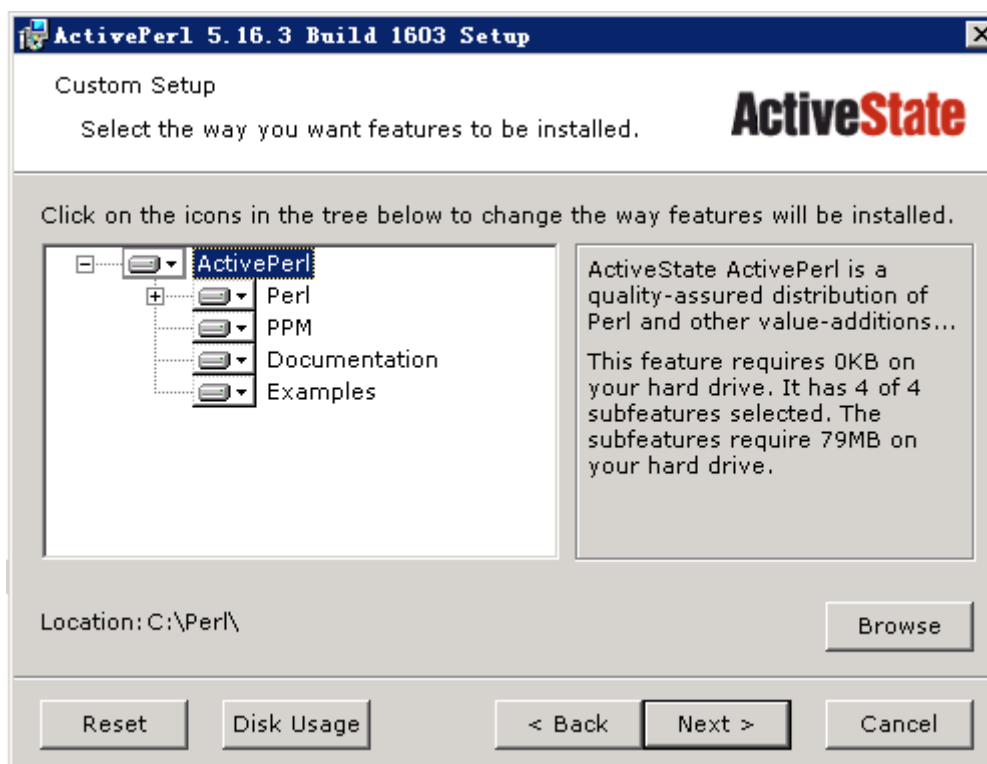 ActivePerl 5.16.3 Build 1603 Setup
Custom Setup
Select the way you want features to be installed.
ActiveState
Click on the icons in the tree below to change the way features will be installed.
ActivePerl
Perl
PPM
Documentation
Examples
ActiveState ActivePerl is a
quality-assured distribution of
Perl and other value-additions...
This feature requires 0KB on
your hard drive. It has 4 of 4
subfeatures selected. The
subfeatures require 79MB on
your hard drive.
Location: C:\Perl\
Browse
Reset
Disk Usage
< Back
Next >
Cancel